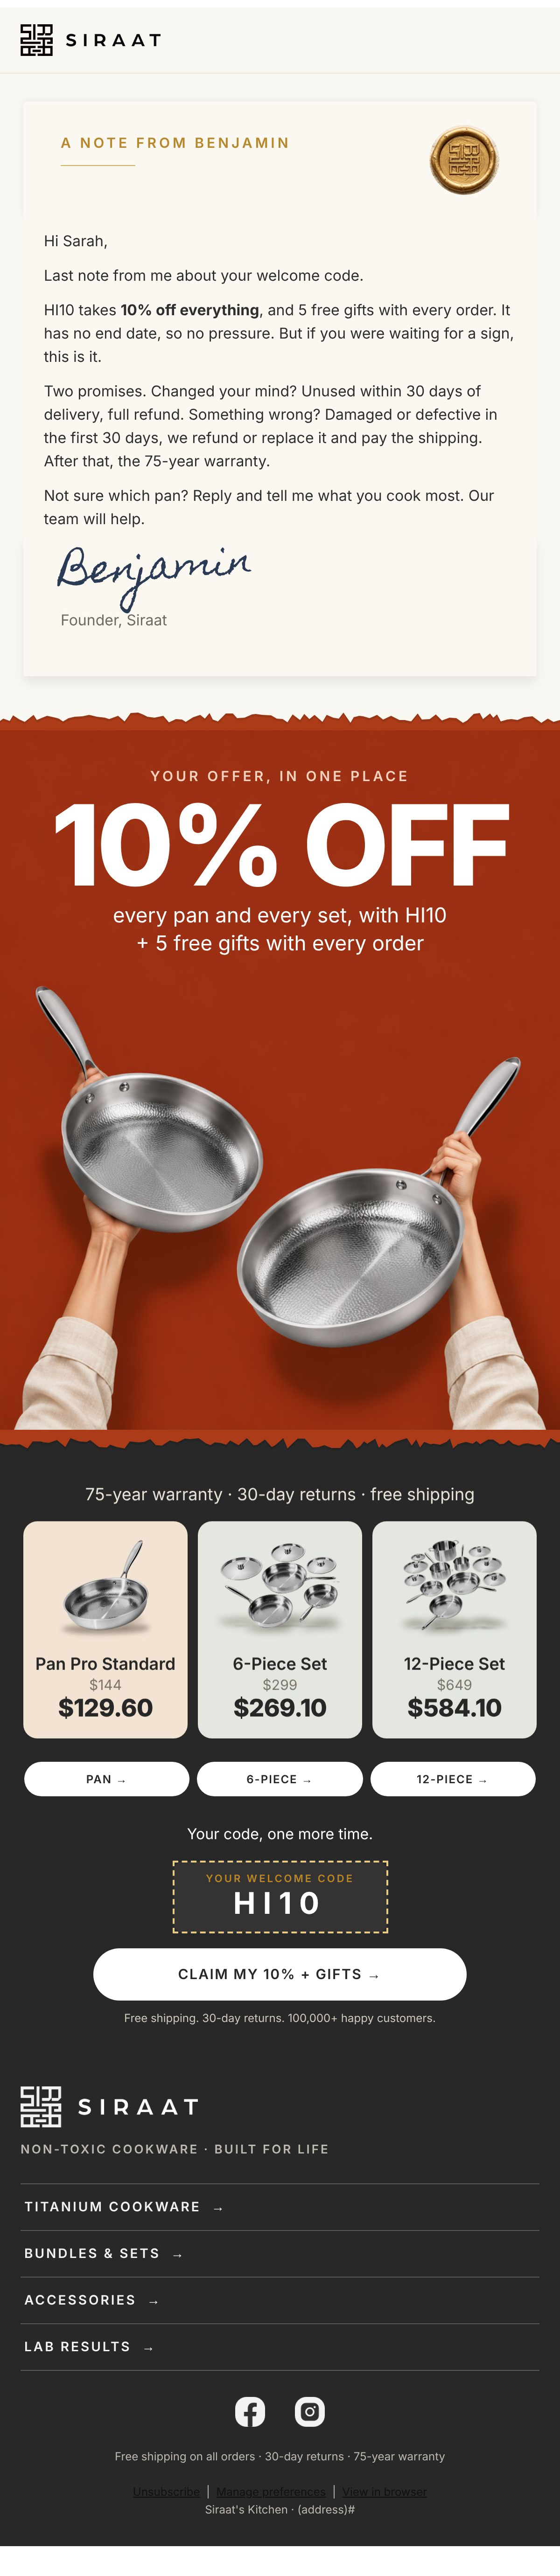 SIRAAT
A NOTE FROM BENJAMIN
Hi Sarah,
Last note from me about your welcome code.
HI10 takes 10% off everything, and 5 free gifts with every order. It
has no end date, so no pressure. But if you were waiting for a sign,
this is it.
Two promises. Changed your mind? Unused within 30 days of
delivery, full refund. Something wrong? Damaged or defective in
the first 30 days, we refund or replace it and pay the shipping.
After that, the 75-year warranty.
Not sure which pan? Reply and tell me what you cook most. Our
team will help.
Benjamin
Founder, Siraat
YOUR OFFER, IN ONE PLACE
10% OFF
every pan and every set, with HI10
+ 5 free gifts with every order
75-year warranty · 30-day returns · free shipping
Pan Pro Standard
$144
$129.60
6-Piece Set
$299
$269.10
12-Piece Set
$649
$584.10
PAN →
6-PIECE →
12-PIECE →
Your code, one more time.
YOUR WELCOME CODE
HI10
CLAIM MY 10% + GIFTS →
Free shipping. 30-day returns. 100,000+ happy customers.
SIRAAT
NON-TOXIC COOKWARE · BUILT FOR LIFE
TITANIUM COOKWARE →
BUNDLES & SETS →
ACCESSORIES →
LAB RESULTS →
Free shipping on all orders · 30-day returns · 75-year warranty
Unsubscribe | Manage preferences | View in browser
Siraat's Kitchen · (address)#